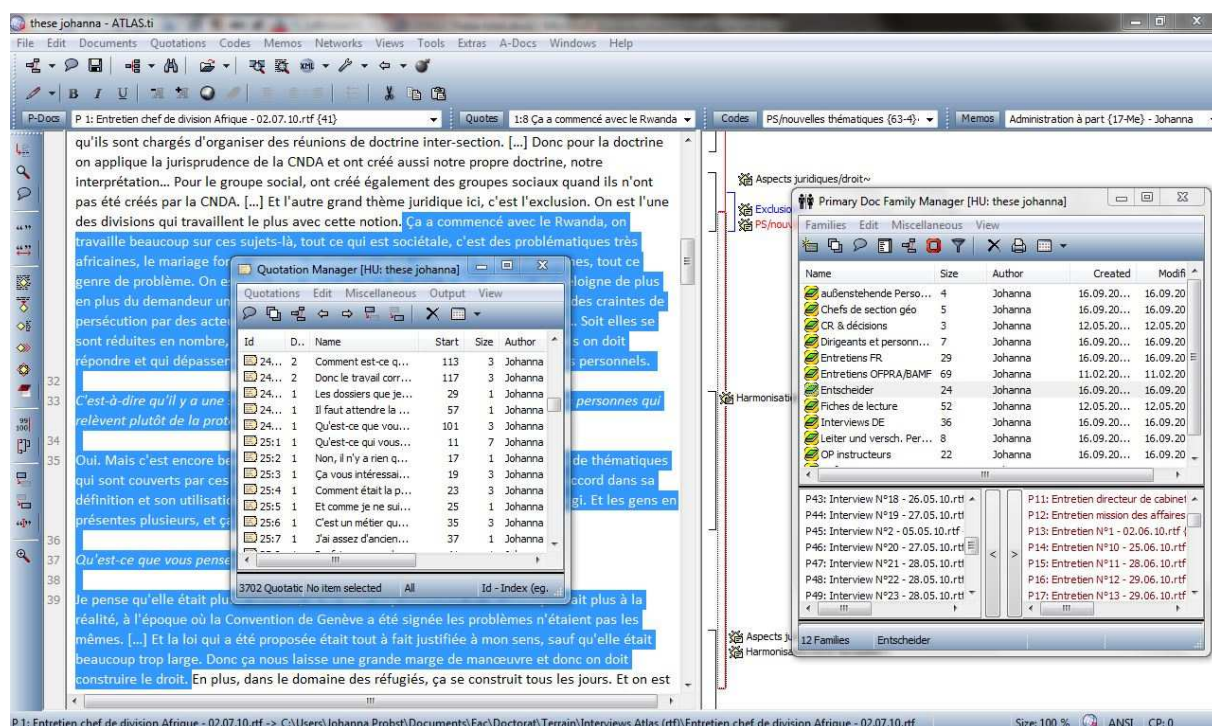 these johanna - ATLAS.ti
File Edit Documents Quotations Codes Memos Networks Views Tools Extras A-Docs Windows Help
B I U
P-Docs P 1: Entretien chef de division Afrique - 02.07.10.rtf {41} Quotes 1:8 Ça a commencé avec le Rwanda Codes PS/nouvelles thématiques {63-4}· Memos Administration à part {17-Me} - Johanna
qu'ils sont chargés d'organiser des réunions de doctrine inter-section. [...] Donc pour la doctrine
on applique la jurisprudence de la CNDA et ont créé aussi notre propre doctrine, notre
interprétation... Pour le groupe social, ont créé également des groupes sociaux quand ils n'ont
pas été créés par la CNDA. [...] Et l'autre grand thème juridique ici, c'est l'exclusion. On est l'une
des divisions qui travaillent le plus avec cette notion. Ça a commencé avec le Rwanda, on
travaille beaucoup sur ces sujets-là, tout ce qui est sociétale, c'est des problématiques très
africaines, le mariage for nes, tout ce
genre de problème. On e eloigne de plus
en plus du demandeur un des craintes de
persécution par des acte . Soit elles se
sont réduites en nombre, s on doit
répondre et qui dépasser s personnels.
32
33 C'est-à-dire qu'il y a une personnes qui
relèvent plutôt de la prot
34
35 Oui. Mais c'est encore be de thématiques
qui sont couverts par ces ccord dans sa
définition et son utilisatio gi. Et les gens en
présentes plusieurs, et ça
36
37 Qu'est-ce que vous pens
38
39 Je pense qu'elle était plu ait plus à la
réalité, à l'époque où la Convention de Genève a été signée les problèmes n'étaient pas les
mêmes. [...] Et la loi qui a été proposée était tout à fait justifiée à mon sens, sauf qu'elle était
beaucoup trop large. Donc ça nous laisse une grande marge de manœuvre et donc on doit
construire le droit. En plus, dans le domaine des réfugiés, ça se construit tous les jours. Et on est
Quotation Manager [HU: these johanna]
Quotations Edit Miscellaneous Output View
Id D.. Name Start Size Author
24... 2 Comment est-ce q... 113 3 Johanna
24... 2 Donc le travail corr... 117 3 Johanna
24... 1 Les dossiers que je... 29 1 Johanna
24... 1 Il faut attendre la ... 57 1 Johanna
24... 1 Qu'est-ce que vou... 101 3 Johanna
25:1 1 Qu'est-ce qui vous... 11 7 Johanna
25:2 1 Non, il n'y a rien q... 17 1 Johanna
25:3 1 Ça vous intéressai... 19 3 Johanna
25:4 1 Comment était la p... 23 3 Johanna
25:5 1 Et comme je ne sui... 25 1 Johanna
25:6 1 C'est un métier qu... 35 3 Johanna
25:7 1 J'ai assez d'ancien... 37 1 Johanna
3702 Quotatic No item selected All Id - Index (eg.
Aspects juridiques/droit~
Exclusio
PS/nouv
Harmonisati
Aspects ju
Harmonisa
Primary Doc Family Manager [HU: these johanna]
Families Edit Miscellaneous View
Name Size Author Created Modifi
außenstehende Perso... 4 Johanna 16.09.20... 16.09.20
Chefs de section géo 5 Johanna 16.09.20... 16.09.20
CR & décisions 3 Johanna 12.05.20... 12.05.20
Dirigeants et personn... 7 Johanna 16.09.20... 16.09.20
Entretiens FR 29 Johanna 16.09.20... 16.09.20
Entretiens OFPRA/BAMF 69 Johanna 11.02.20... 11.02.20
Entscheider 24 Johanna 16.09.20... 16.09.20
Fiches de lecture 52 Johanna 12.05.20... 12.05.20
Interviews DE 36 Johanna 16.09.20... 16.09.20
Leiter und versch. Per... 8 Johanna 16.09.20... 16.09.20
OP instructeurs 22 Johanna 16.09.20... 16.09.20
P43: Interview N°18 - 26.05.10.rtf
P44: Interview N°19 - 27.05.10.rtf
P45: Interview N°2 - 05.05.10.rtf
P46: Interview N°20 - 27.05.10.rtf
P47: Interview N°21 - 28.05.10.rtf
P48: Interview N°22 - 28.05.10.rtf
P49: Interview N°23 - 28.05.10.rtf
< >
P11: Entretien directeur de cabinet
P12: Entretien mission des affaires
P13: Entretien N°1 - 02.06.10.rtf {
P14: Entretien N°10 - 25.06.10.rtf
P15: Entretien N°11 - 28.06.10.rtf
P16: Entretien N°12 - 29.06.10.rtf
P17: Entretien N°13 - 29.06.10.rtf
12 Families Entscheider
P 1: Entretien chef de division Afrique - 02.07.10.rtf -> C:\Users\Johanna Probst\Documents\Fac\Doctorat\Terrain\Interviews Atlas (rtf)\Entretien chef de division Afrique - 02.07.10.rtf Size: 100 % ANSI CP: 0